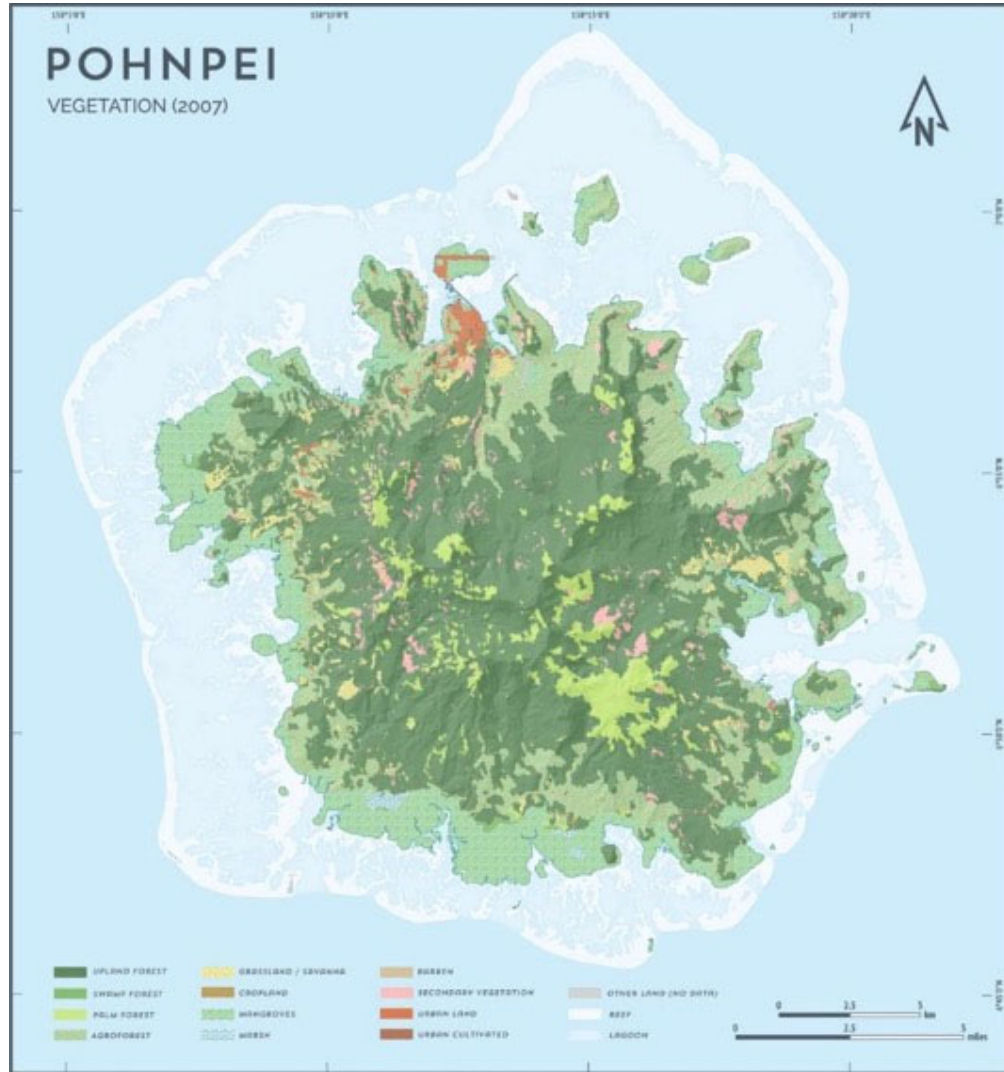 POHNPEI
VEGETATION (2007)
N
UPLAND FOREST
SWAMP FOREST
PALM FOREST
AGROFOREST
GRASSLAND / SAVANNA
CROPLAND
MANGROVES
MARSH
BARREN
SECONDARY VEGETATION
URBAN LAND
URBAN CULTIVATED
OTHER LAND (NO DATA)
REEF
LAGOON
0 2.5 5
km
0 2.5 5
miles